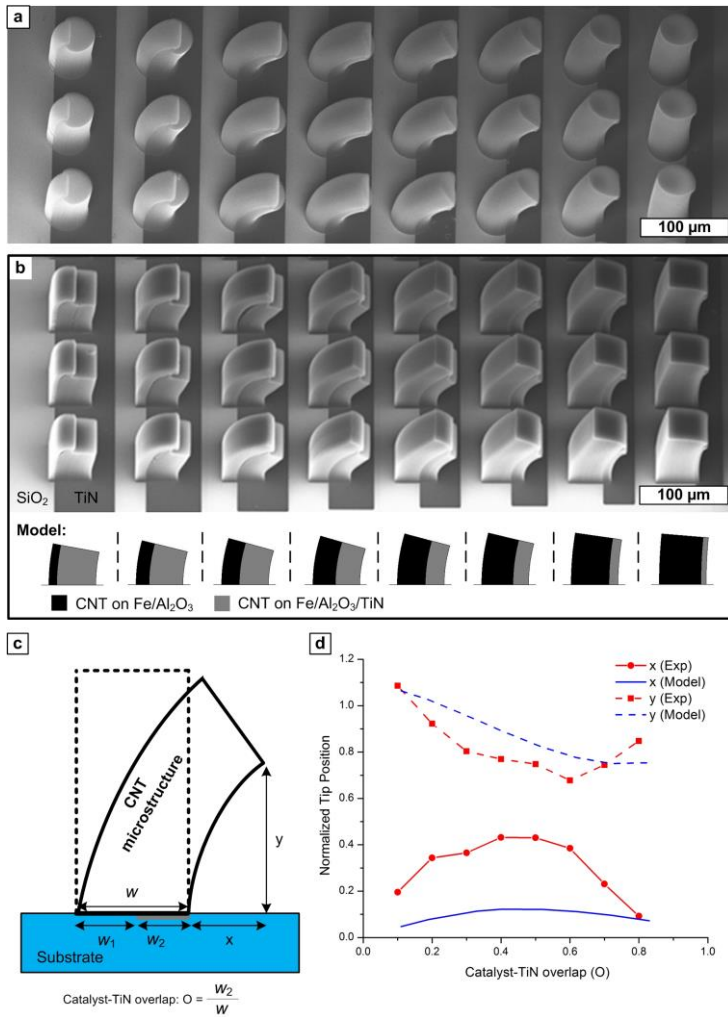 a
100 µm
b
SiO₂ TiN
100 µm
Model:
CNT on Fe/Al₂O₃ CNT on Fe/Al₂O₃/TiN
c
CNT
microstructure
y
w
w₁ w₂ x
Substrate
Catalyst-TiN overlap: O = w₂/w
d
1.2
1.0
0.8
0.6
0.4
0.2
0.0
Normalized Tip Position
x (Exp)
x (Model)
y (Exp)
y (Model)
0.0 0.2 0.4 0.6 0.8 1.0
Catalyst-TiN overlap (O)